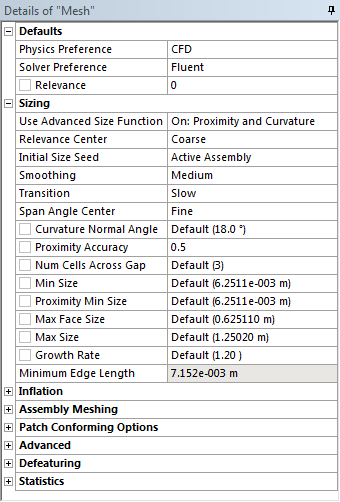 Details of "Mesh"
Defaults
Physics Preference CFD
Solver Preference Fluent
Relevance 0
Sizing
Use Advanced Size Function On: Proximity and Curvature
Relevance Center Coarse
Initial Size Seed Active Assembly
Smoothing Medium
Transition Slow
Span Angle Center Fine
Curvature Normal Angle Default (18.0 °)
Proximity Accuracy 0.5
Num Cells Across Gap Default (3)
Min Size Default (6.2511e-003 m)
Proximity Min Size Default (6.2511e-003 m)
Max Face Size Default (0.625110 m)
Max Size Default (1.25020 m)
Growth Rate Default (1.20 )
Minimum Edge Length 7.152e-003 m
Inflation
Assembly Meshing
Patch Conforming Options
Advanced
Defeaturing
Statistics